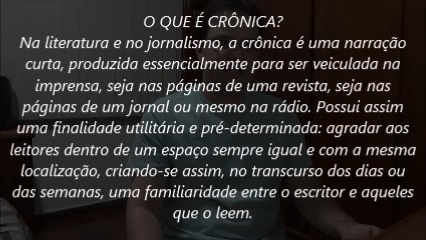 O QUE É CRÔNICA?
Na literatura e no jornalismo, a crônica é uma narração
curta, produzida essencialmente para ser veiculada na
imprensa, seja nas páginas de uma revista, seja nas
páginas de um jornal ou mesmo na rádio. Possui assim
uma finalidade utilitária e pré-determinada: agradar aos
leitores dentro de um espaço sempre igual e com a mesma
localização, criando-se assim, no transcurso dos dias ou
das semanas, uma familiaridade entre o escritor e aqueles
que o leem.